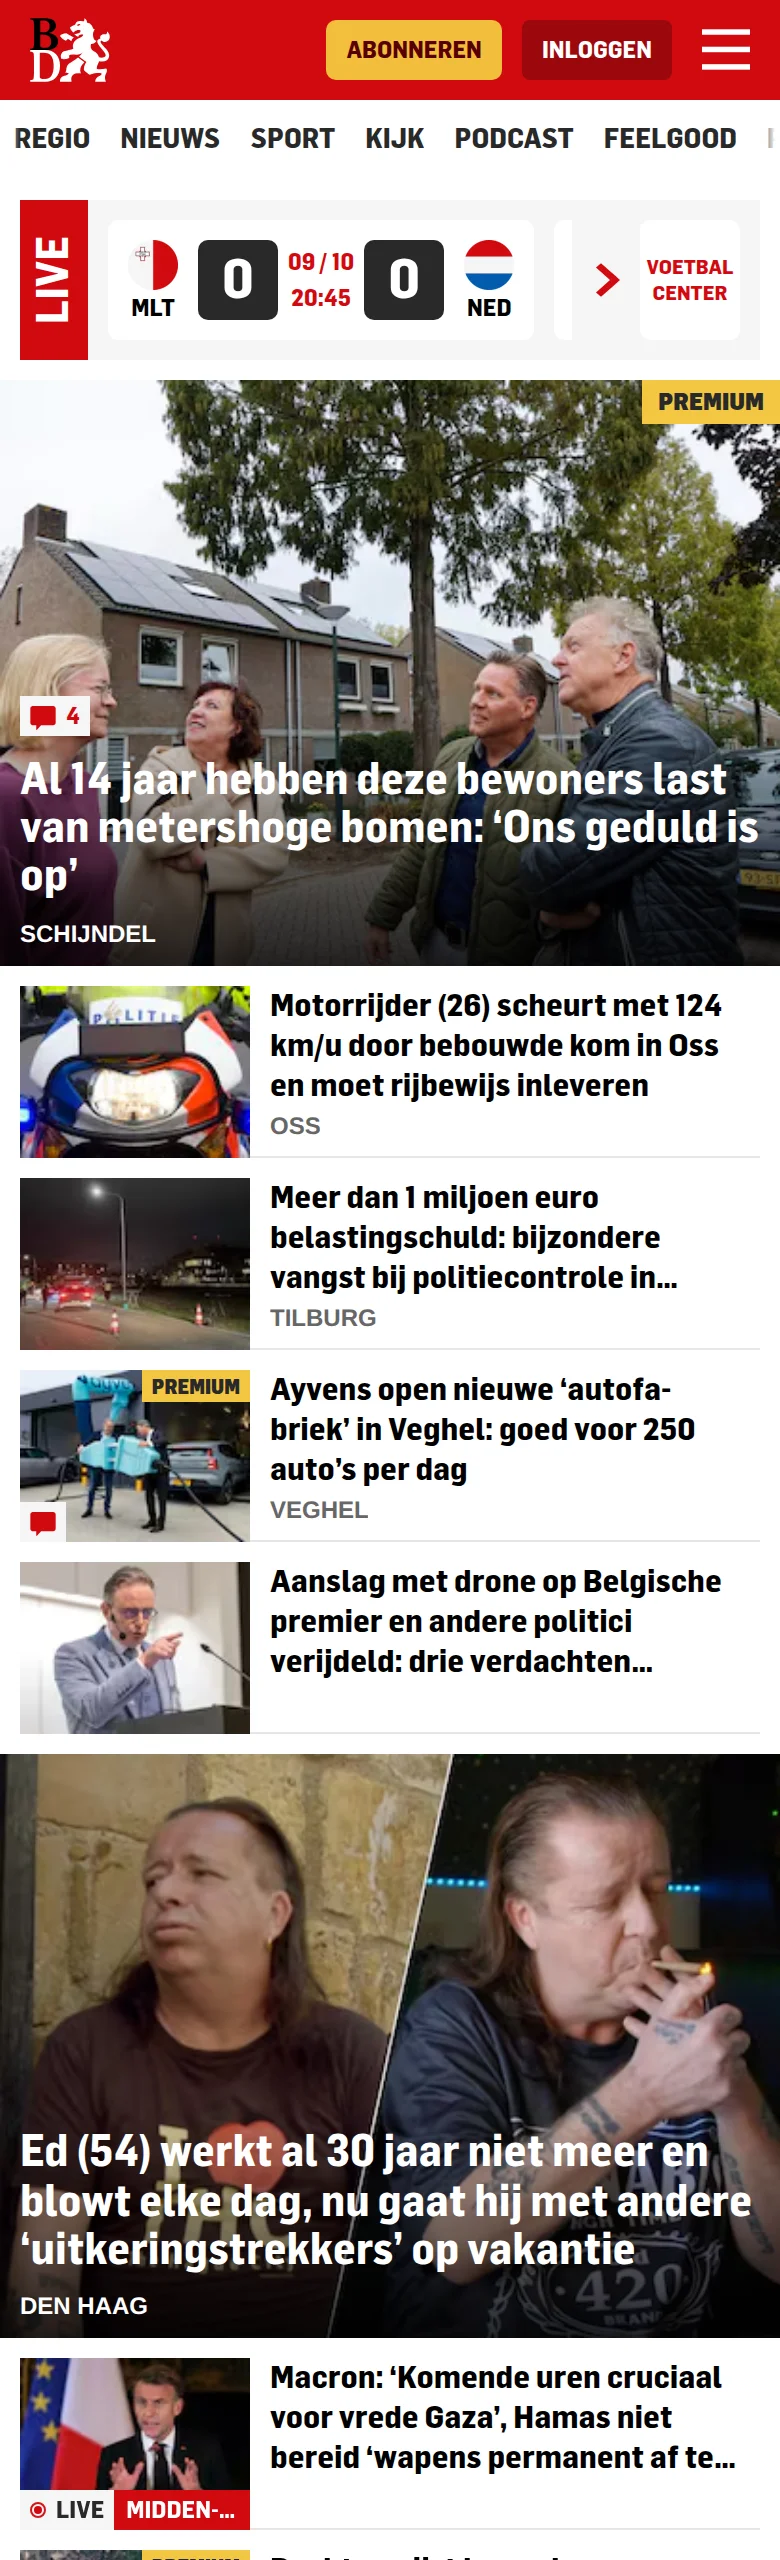 BD
ABONNEREN
INLOGGEN
REGIO NIEUWS SPORT KIJK PODCAST FEELGOOD
LIVE
MLT
0
09 / 10
20:45
0
NED
VOETBAL
CENTER
PREMIUM
4
Al 14 jaar hebben deze bewoners last
van metershoge bomen: ‘Ons geduld is
op’
SCHIJNDEL
POLITIE
Motorrijder (26) scheurt met 124
km/u door bebouwde kom in Oss
en moet rijbewijs inleveren
OSS
Meer dan 1 miljoen euro
belastingschuld: bijzondere
vangst bij politiecontrole in...
TILBURG
PREMIUM
Ayvens open nieuwe ‘autofa-
briek’ in Veghel: goed voor 250
auto’s per dag
VEGHEL
Aanslag met drone op Belgische
premier en andere politici
verijdeld: drie verdachten...
Ed (54) werkt al 30 jaar niet meer en
blowt elke dag, nu gaat hij met andere
‘uitkeringstrekkers’ op vakantie
420
BRAND
DEN HAAG
Macron: ‘Komende uren cruciaal
voor vrede Gaza’, Hamas niet
bereid ‘wapens permanent af te...
LIVE
MIDDEN-...